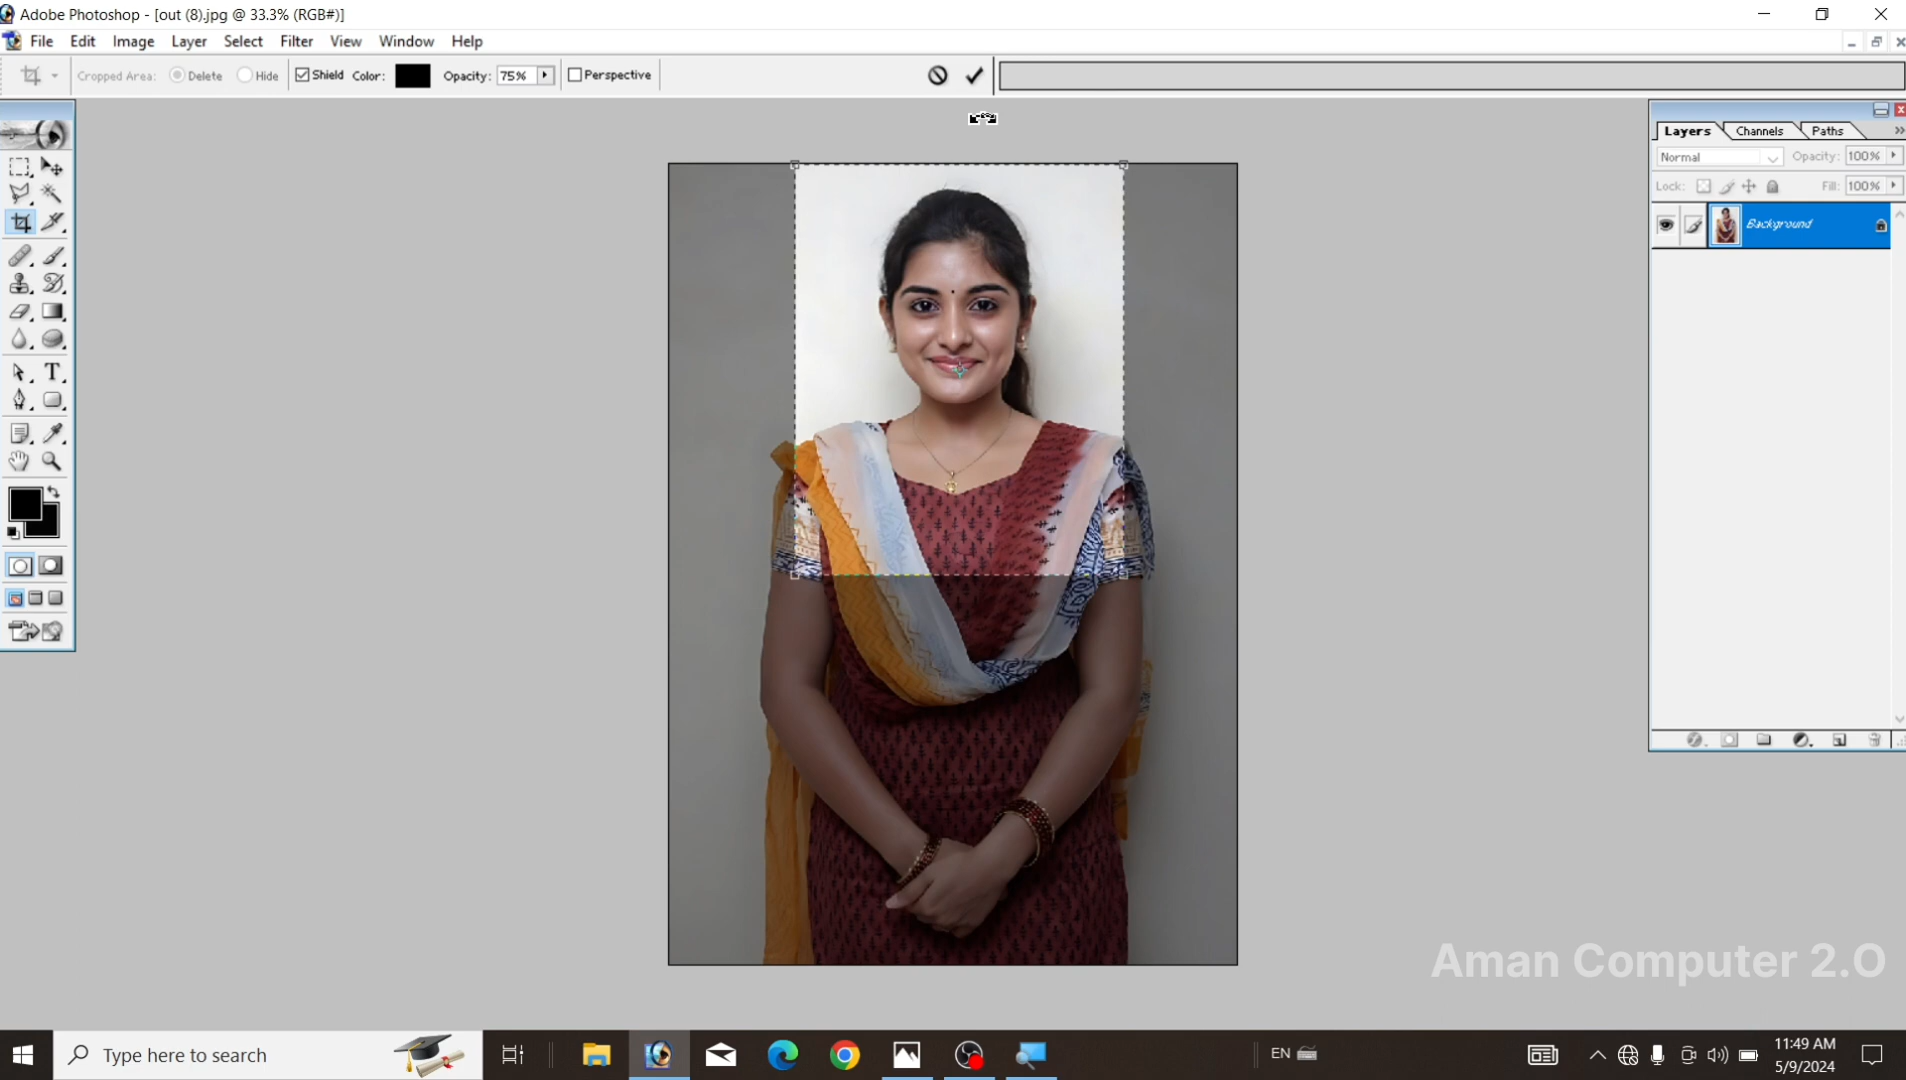 Adobe Photoshop - [out (8).jpg @ 33.3% (RGB#)]
File Edit Image Layer Select Filter View Window Help
Cropped Area: Delete Hide Shield Color: Opacity: 75% Perspective
Layers Channels Paths
Normal Opacity: 100%
Lock: Fill: 100%
Background
T
Aman Computer 2.O
Type here to search
EN
11:49 AM
5/9/2024